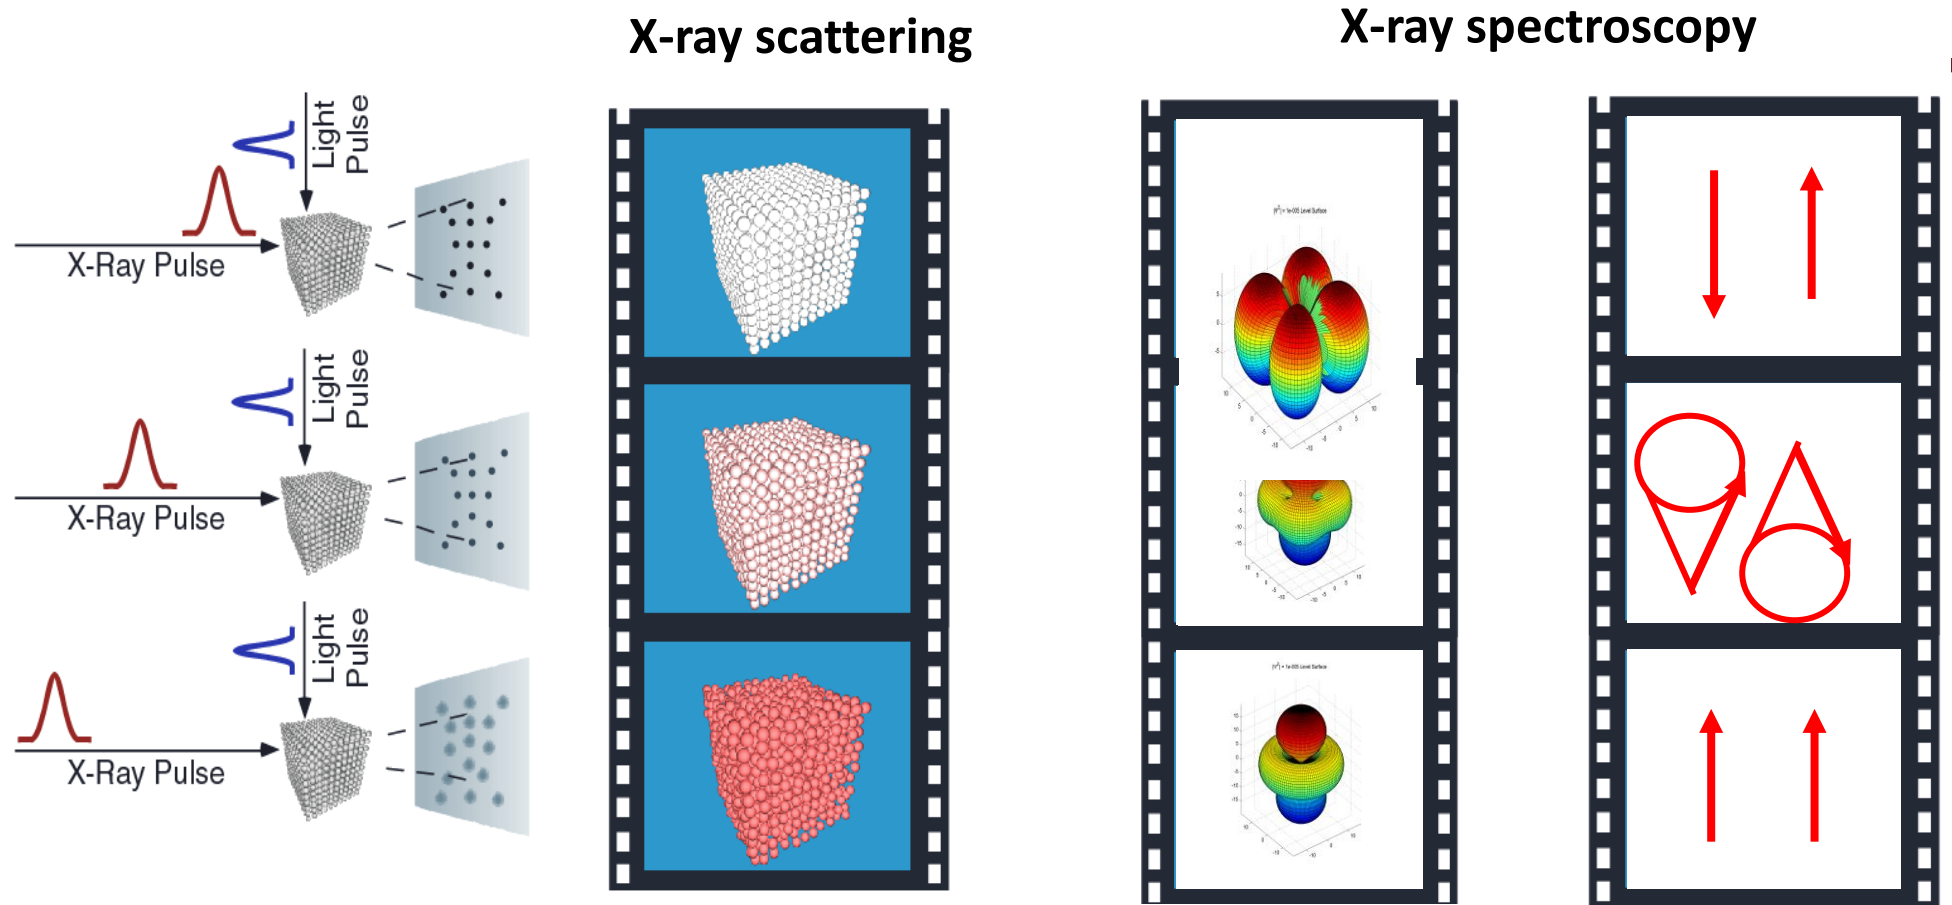 X-ray scattering
X-ray spectroscopy
Light
Pulse
X-Ray Pulse
Light
Pulse
X-Ray Pulse
Light
Pulse
X-Ray Pulse